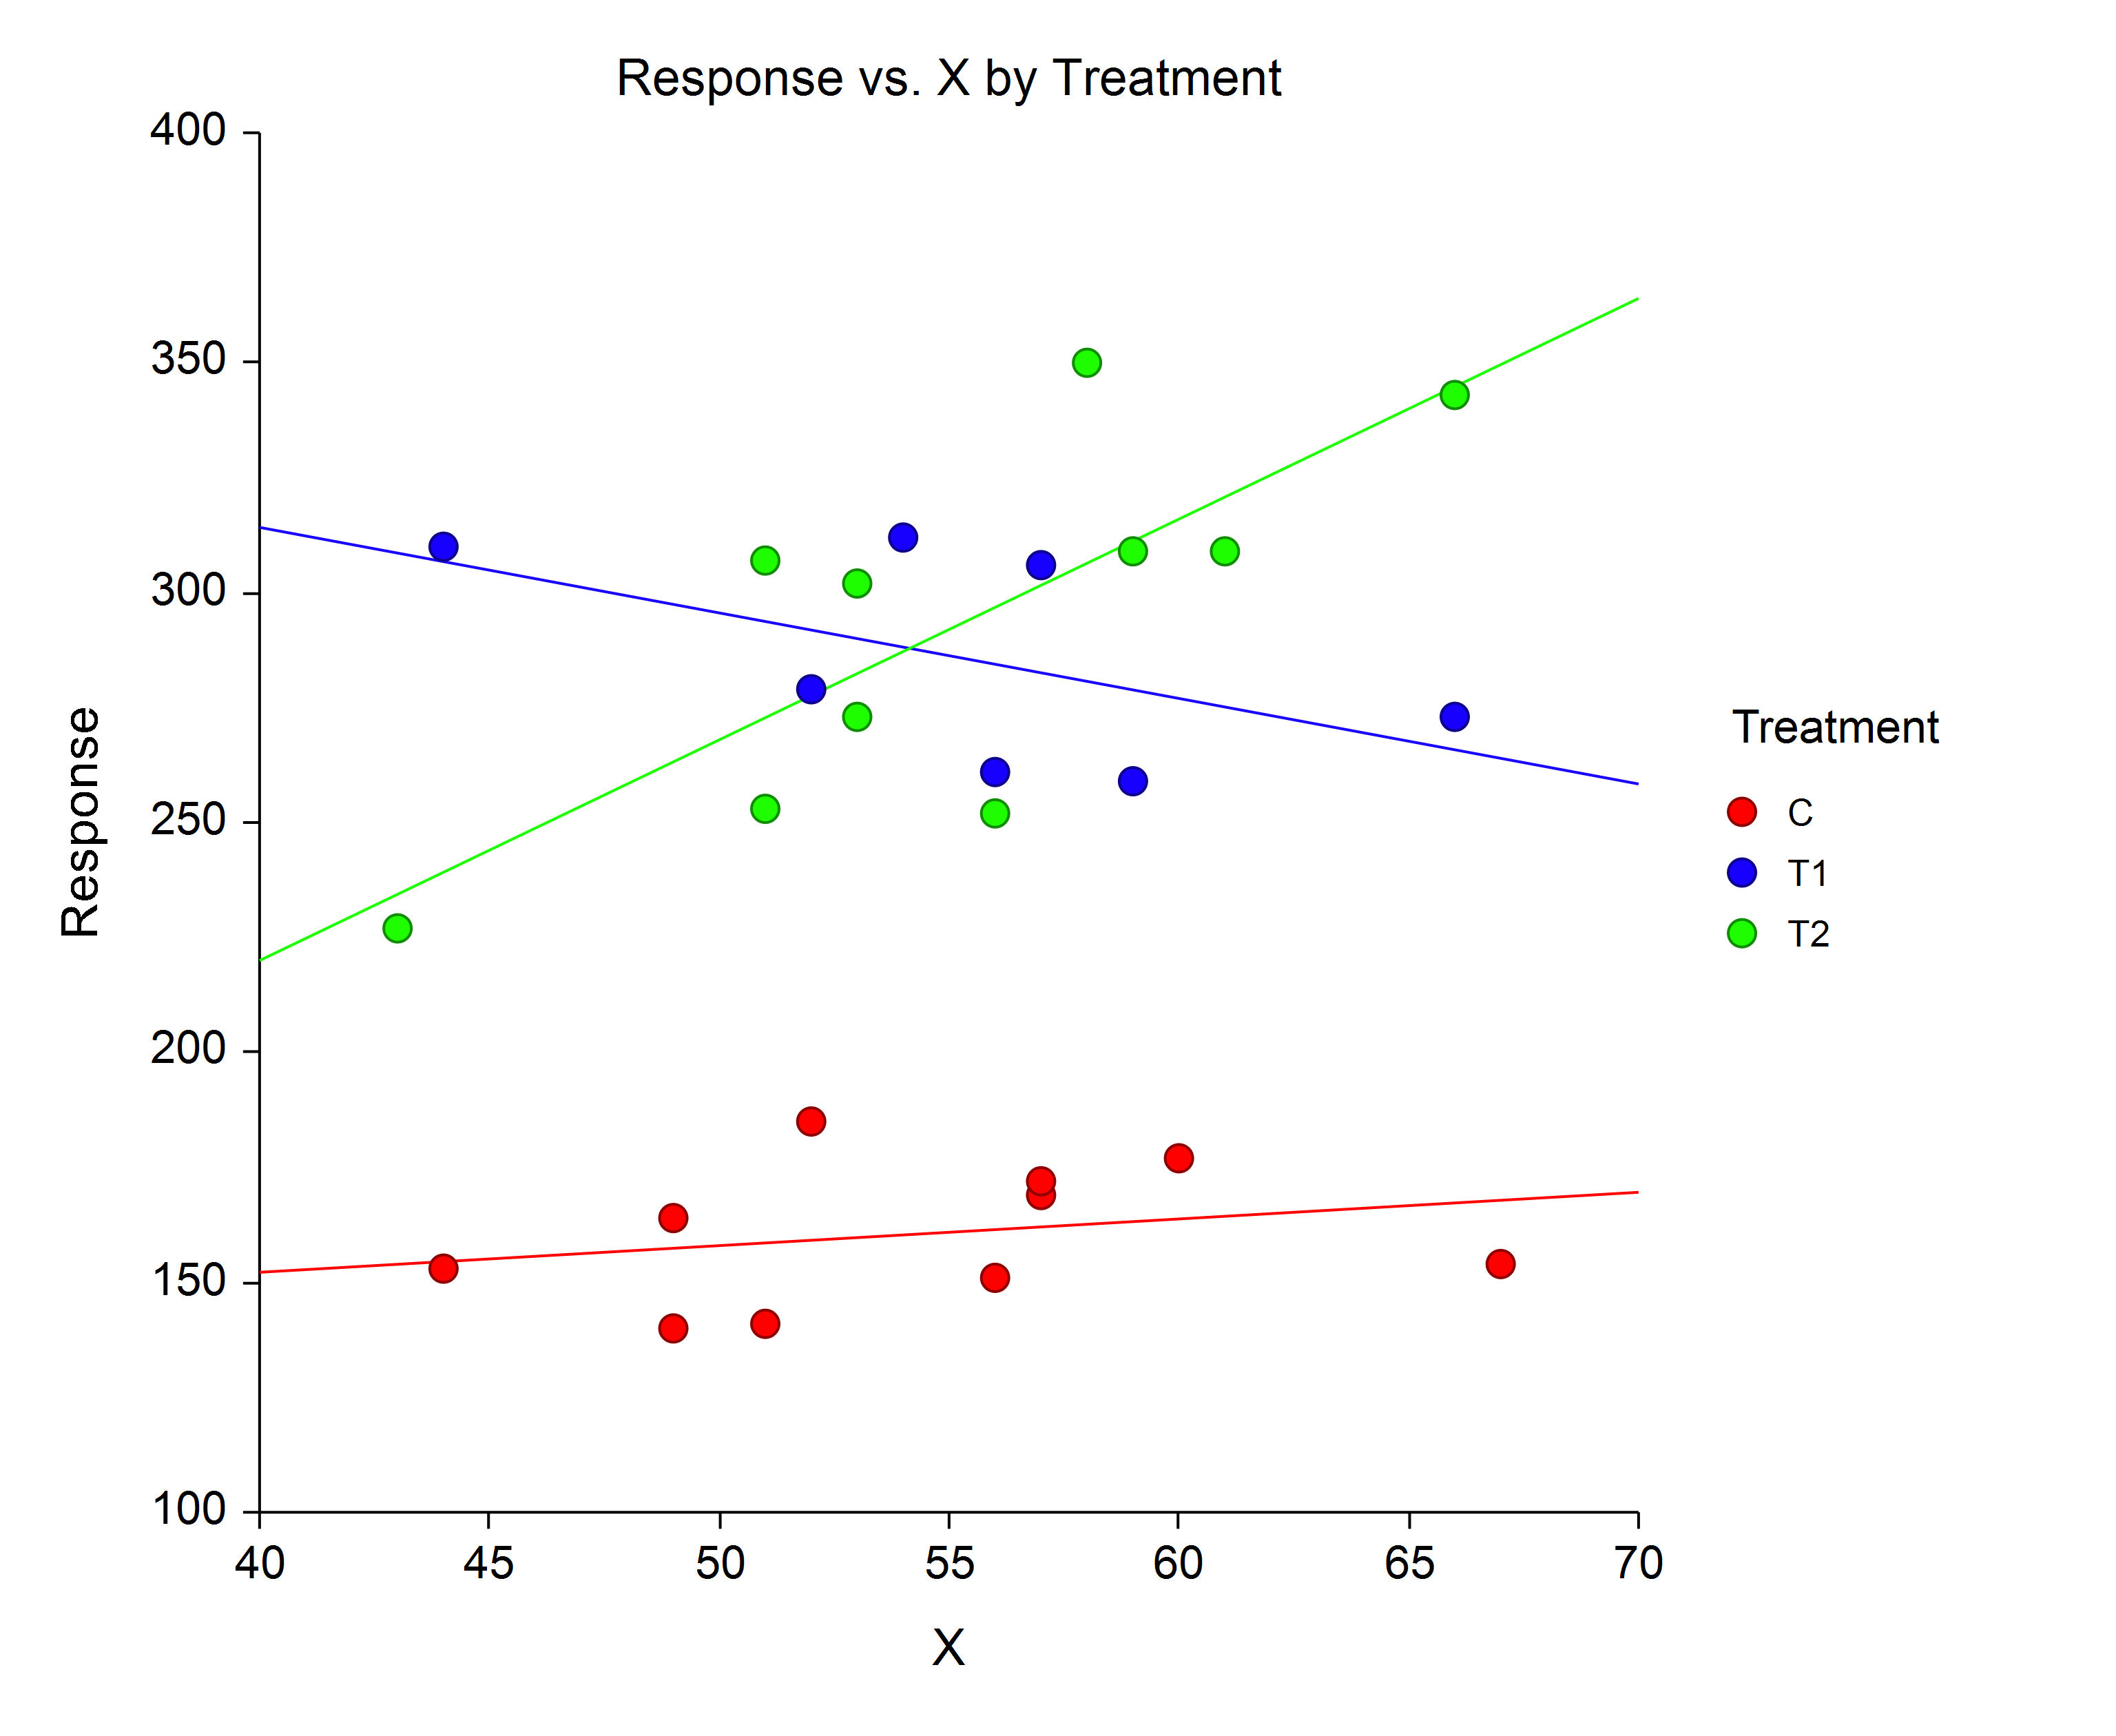 Response vs. X by Treatment
400
350
300
250
200
150
100
Response
40 45 50 55 60 65 70
X
Treatment
C
T1
T2